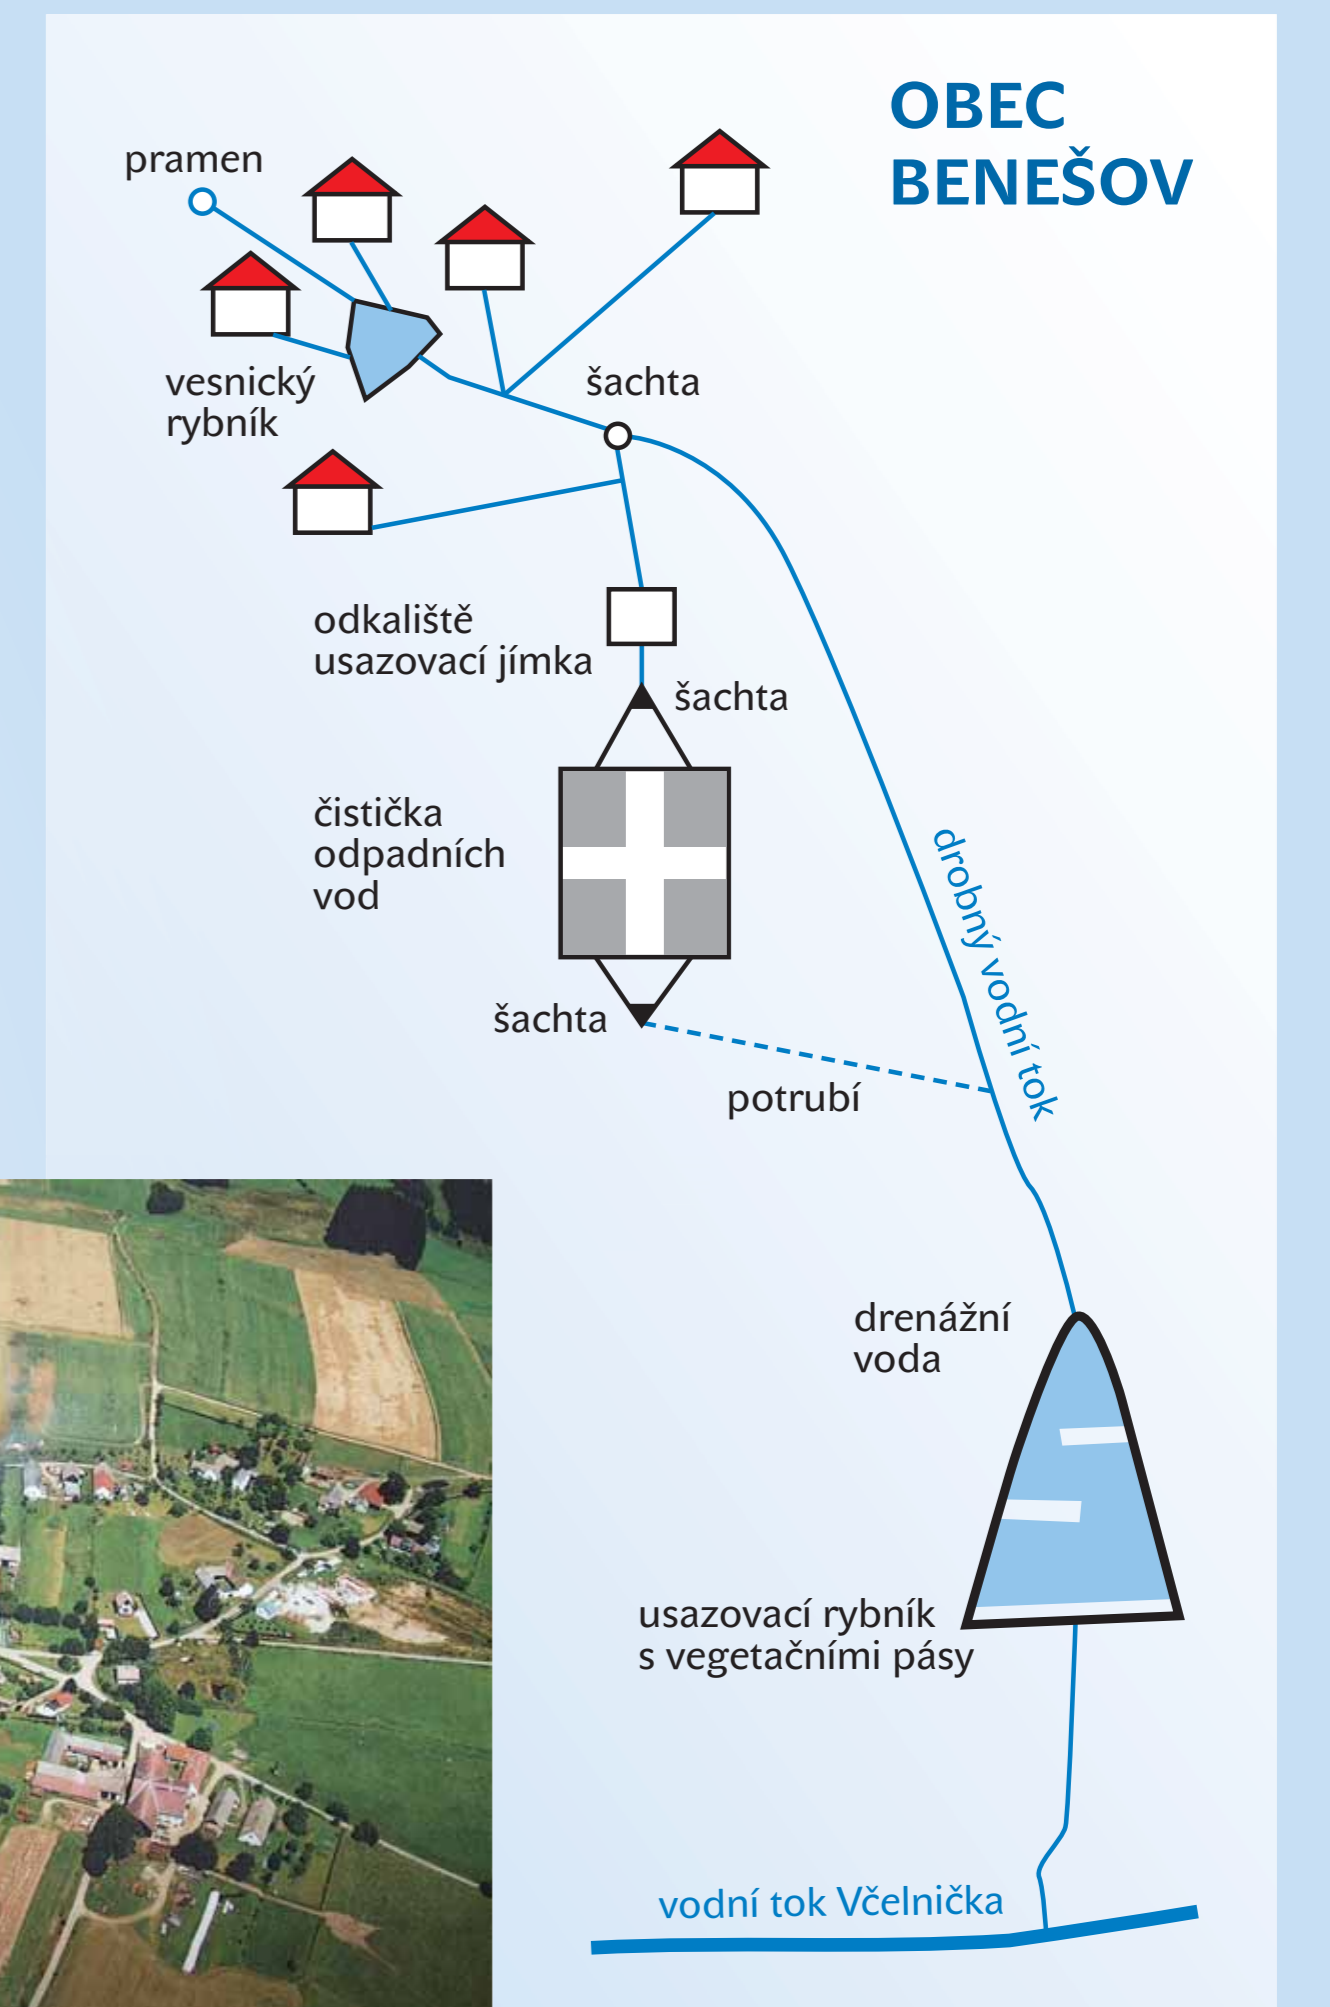 OBEC
BENEŠOV
pramen
vesnický
rybník
šachta
odkaliště
usazovací jímka
šachta
čistička
odpadních
vod
šachta
potrubí
drobný vodní tok
drenážní
voda
usazovací rybník
s vegetačními pásy
vodní tok Včelnička